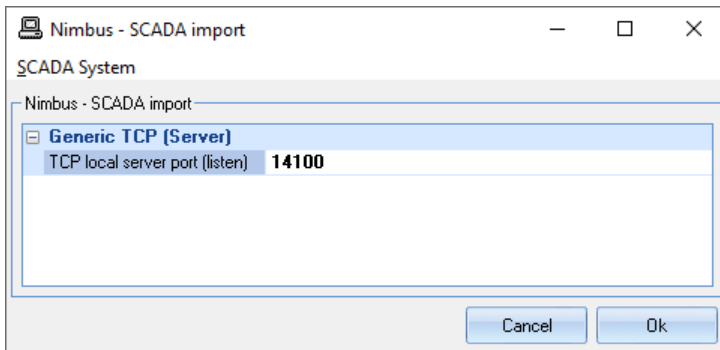 Nimbus - SCADA import
SCADA System
Nimbus - SCADA import
Generic TCP (Server)
TCP local server port (listen) 14100
Cancel Ok